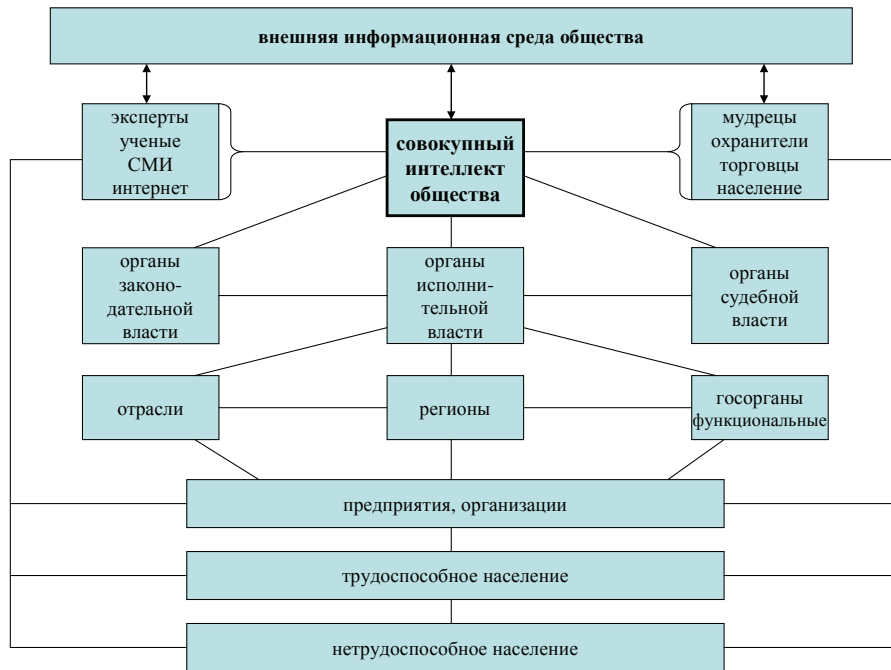 внешняя информационная среда общества
эксперты
ученые
СМИ
интернет
совокупный
интеллект
общества
мудрецы
охранители
торговцы
население
органы
законо-
дательной
власти
органы
исполни-
тельной
власти
органы
судебной
власти
отрасли
регионы
госорганы
функциональные
предприятия, организации
трудоспособное население
нетрудоспособное население